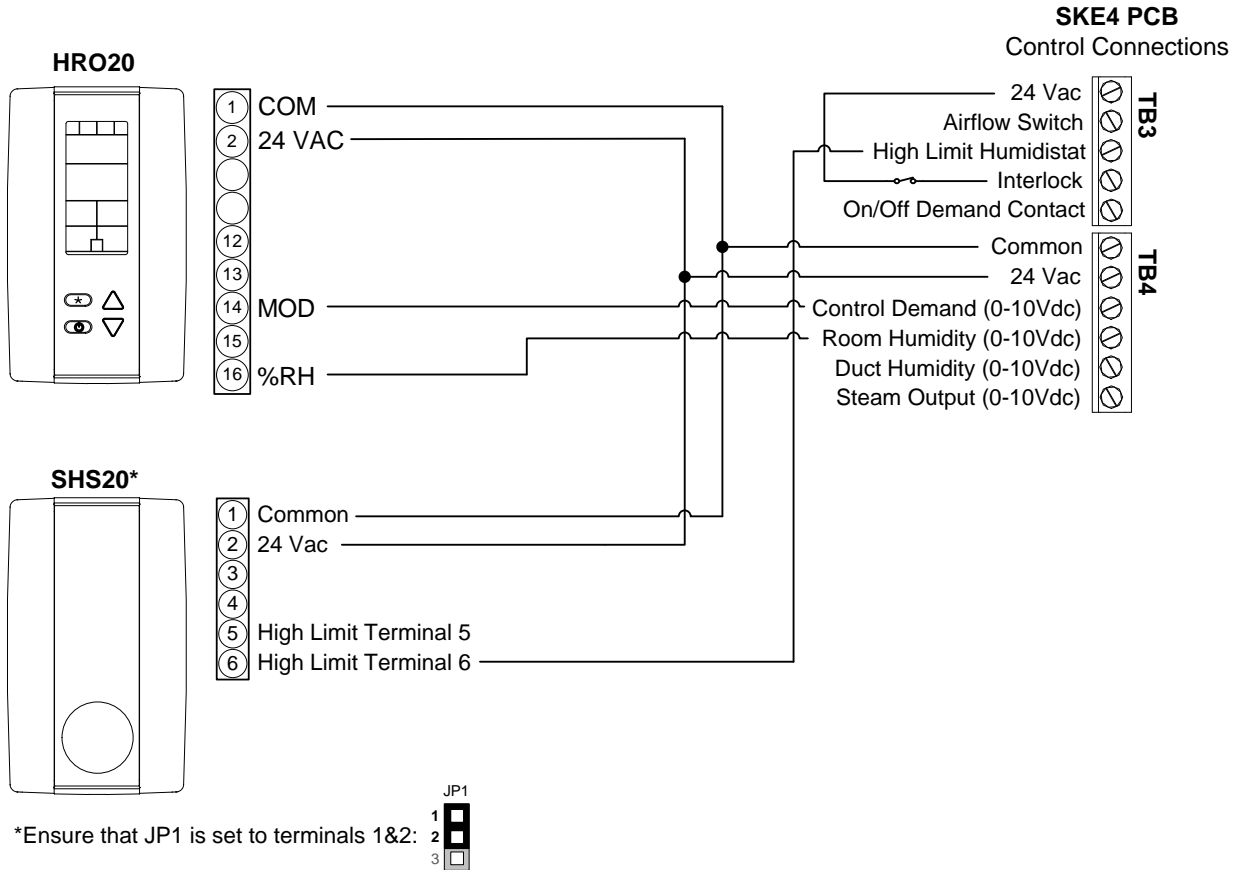 SKE4 PCB
Control Connections
HRO20
1 COM
2 24 VAC
12
13
14 MOD
15
16 %RH
24 Vac
Airflow Switch
High Limit Humidistat
Interlock
On/Off Demand Contact
TB3
Common
24 Vac
Control Demand (0-10Vdc)
Room Humidity (0-10Vdc)
Duct Humidity (0-10Vdc)
Steam Output (0-10Vdc)
TB4
SHS20*
1 Common
2 24 Vac
3
4
5 High Limit Terminal 5
6 High Limit Terminal 6
*Ensure that JP1 is set to terminals 1&2:
JP1
1
2
3